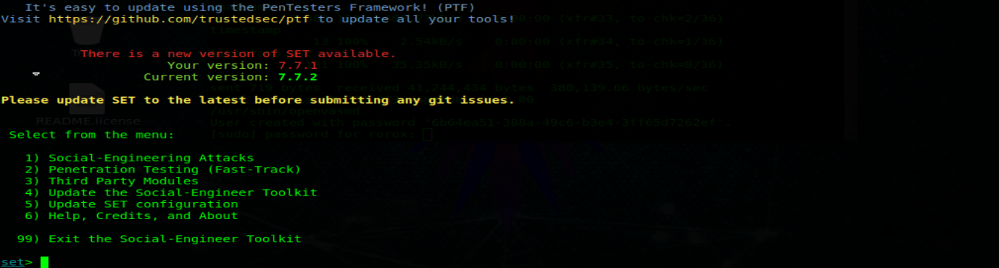 It's easy to update using the PenTesters Framework! (PTF)
Visit https://github.com/trustedsec/ptf to update all your tools!
0:00:00 (xfr#33, to-chk=2/36)
timestamp
13 100% 2.54kB/s 0:00:00 (xfr#34, to-chk=1/36)
There is a new version of SET available.
Your version: 7.7.1
100% 35.35kB/s 0:00:00 (xfr#35, to-chk=0/36)
Current version: 7.7.2
sent 719 bytes received 41,244,434 bytes 380,139.66 bytes/sec
Please update SET to the latest before submitting any git issues.
/usr/sbin/openvasmd
README.license
User created with password '6b64ea51-388a-49c6-b3e4-3ff65d7262ef'.
Select from the menu:
[sudo] password for rorox:
1) Social-Engineering Attacks
2) Penetration Testing (Fast-Track)
3) Third Party Modules
4) Update the Social-Engineer Toolkit
5) Update SET configuration
6) Help, Credits, and About
99) Exit the Social-Engineer Toolkit
set>